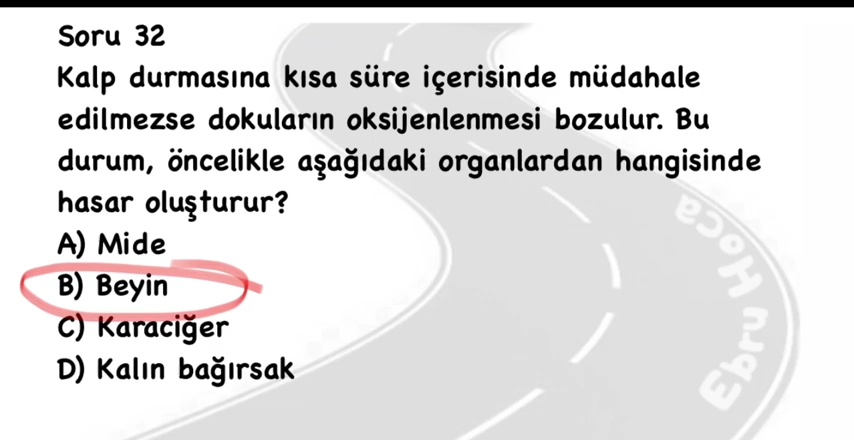 Soru 32
Kalp durmasına kısa süre içerisinde müdahale
edilmezse dokuların oksijenlenmesi bozulur. Bu
durum, öncelikle aşağıdaki organlardan hangisinde
hasar oluşturur?
A) Mide
B) Beyin
C) Karaciğer
D) Kalın bağırsak
Ebru Hoca